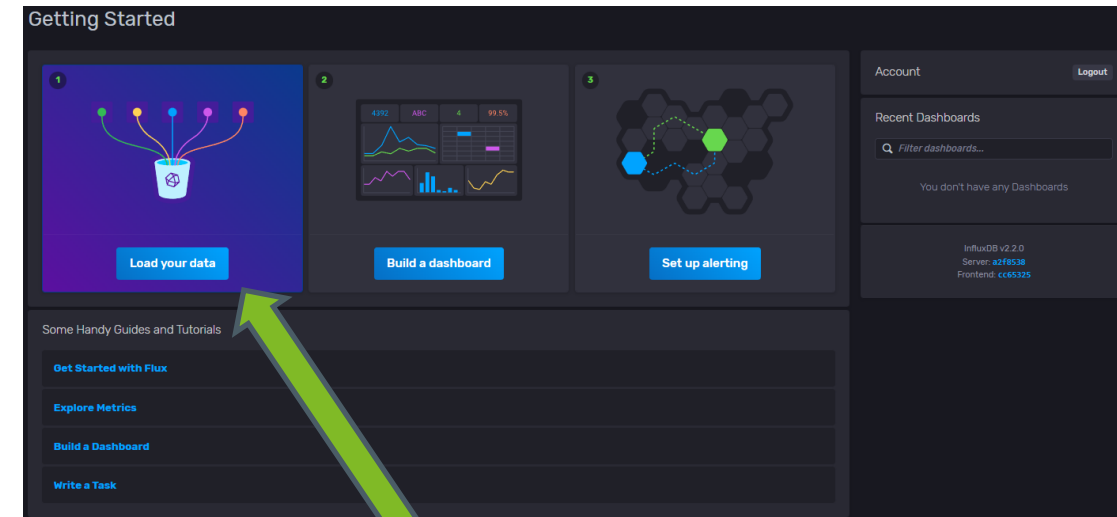 Getting Started
1
Load your data
2
4392 ABC 4 99.5%
Build a dashboard
3
Set up alerting
Some Handy Guides and Tutorials
Get Started with Flux
Explore Metrics
Build a Dashboard
Write a Task
Account Logout
Recent Dashboards
Filter dashboards...
You don't have any Dashboards
InfluxDB v2.2.0
Server: a2f8538
Frontend: cc65325